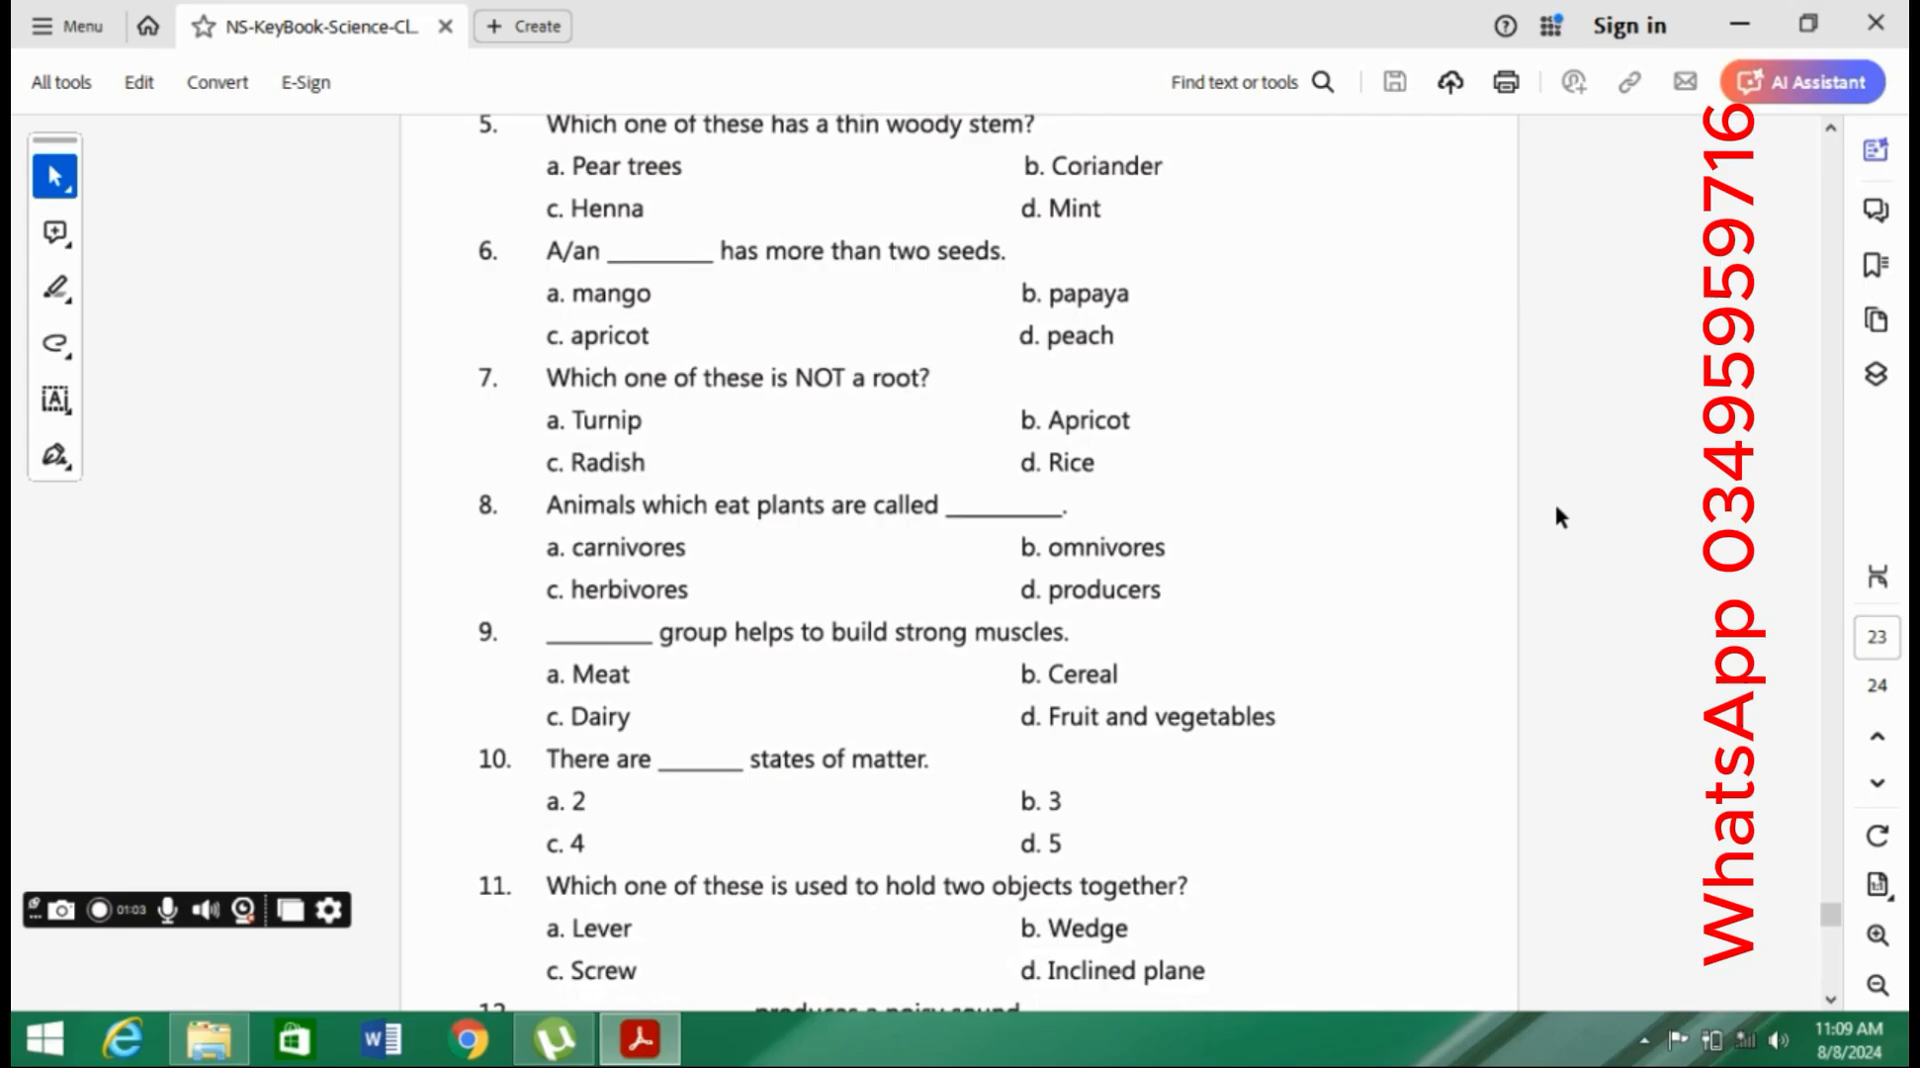 Menu
NS-KeyBook-Science-CL..
Create
Sign in
All tools
Edit
Convert
E-Sign
Find text or tools
AI Assistant
5. Which one of these has a thin woody stem?
a. Pear trees b. Coriander
c. Henna d. Mint
6. A/an ________ has more than two seeds.
a. mango b. papaya
c. apricot d. peach
7. Which one of these is NOT a root?
a. Turnip b. Apricot
c. Radish d. Rice
8. Animals which eat plants are called _________.
a. carnivores b. omnivores
c. herbivores d. producers
9. ________ group helps to build strong muscles.
a. Meat b. Cereal
c. Dairy d. Fruit and vegetables
10. There are ______ states of matter.
a. 2 b. 3
c. 4 d. 5
11. Which one of these is used to hold two objects together?
a. Lever b. Wedge
c. Screw d. Inclined plane
WhatsApp 03495959716
23
24
01:03
11:09 AM
8/8/2024